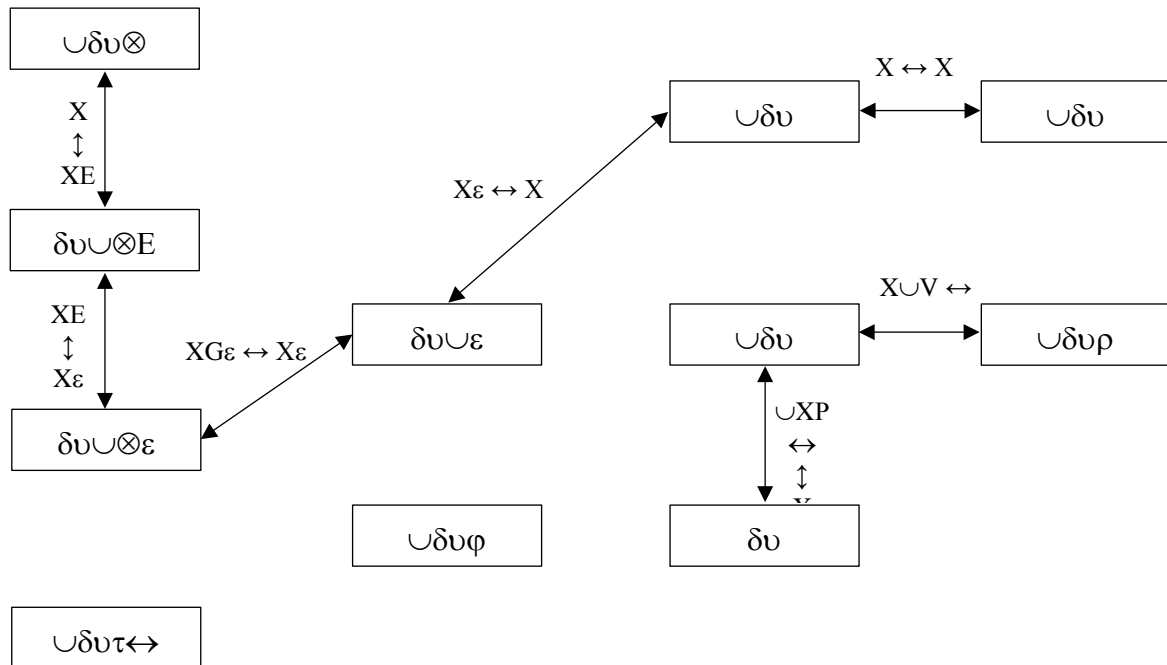 ∪δυ⊗
X
↕
XE
δυ∪⊗E
XE
↕
Xε
δυ∪⊗ε
XGε ↔ Xε
δυ∪ε
Xε ↔ X
∪δυ
X ↔ X
∪δυ
∪δυ
X∪V ↔
∪δυρ
∪XP
↔
↕
δυ
∪δυφ
∪δυτ↔